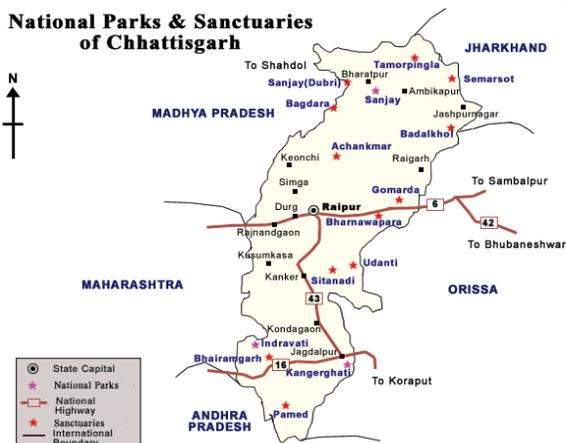 National Parks & Sanctuaries
of Chhattisgarh
JHARKHAND
To Shahdol
Tamorpingla
Bharatpur
Semarsot
Sanjay(Dubri)
Ambikapur
Sanjay
Bagdara
MADHYA PRADESH
Jashpurnagar
Badalkhol
N
Achankmar
Keonchi
Raigarh
Simga
Gomarda
To Sambalpur
Durg
Raipur
6
Bharnawapara
42
Rajnandgaon
To Bhubaneshwar
Kusumkasa
Udanti
Kanker
Sitanadi
MAHARASHTRA
ORISSA
43
Kondagaon
Indravati
Jagdalpur
Bhairamgarh
16
Kangerghati
To Koraput
State Capital
National Parks
National
Highway
Sanctuaries
International
Boundary
ANDHRA
PRADESH
Pamed